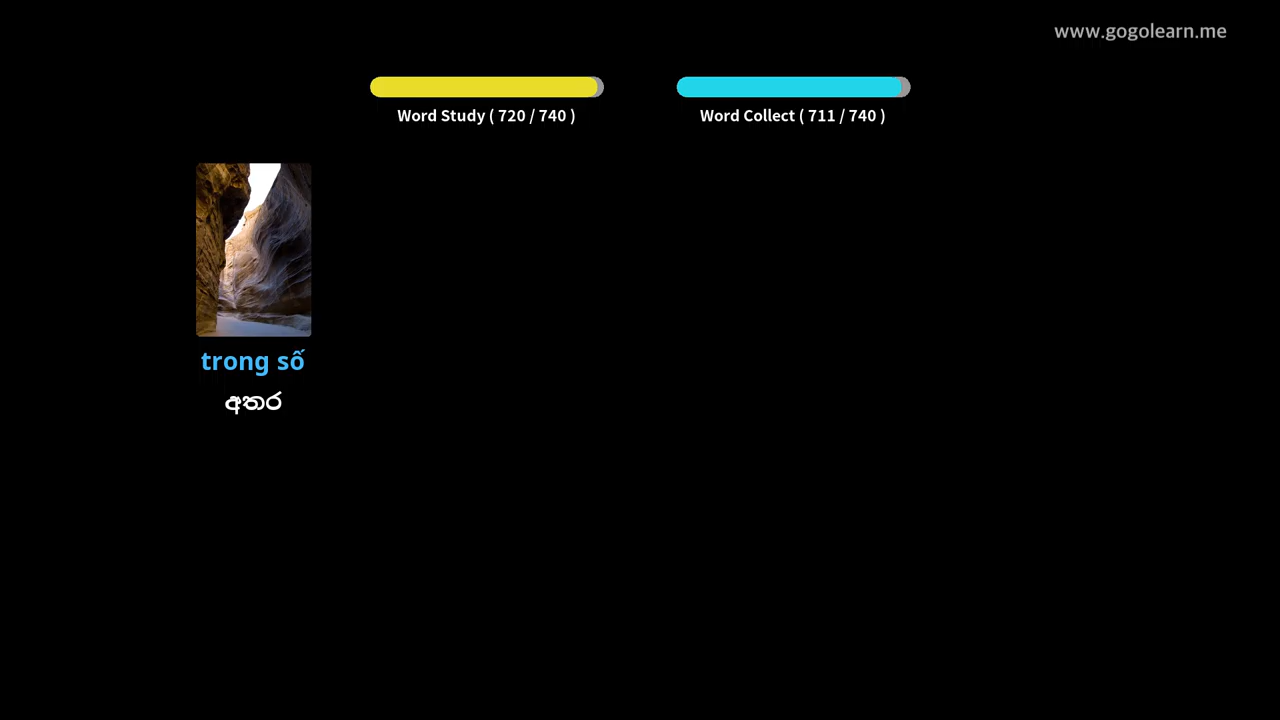 www.gogolearn.me
Word Study ( 720 / 740 )
Word Collect ( 711 / 740 )
trong số
අතර